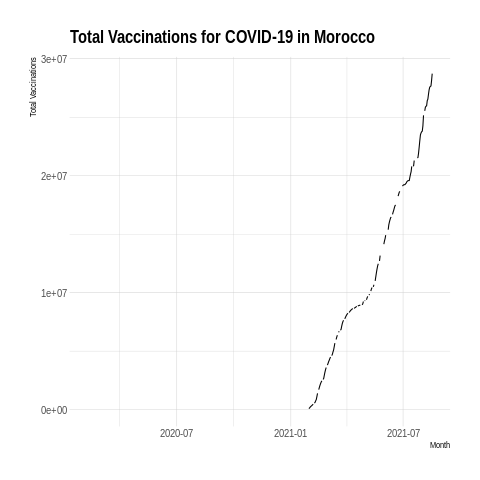 Total Vaccinations for COVID-19 in Morocco
Total Vaccinations
3e+07
2e+07
1e+07
0e+00
2020-07
2021-01
2021-07
Month